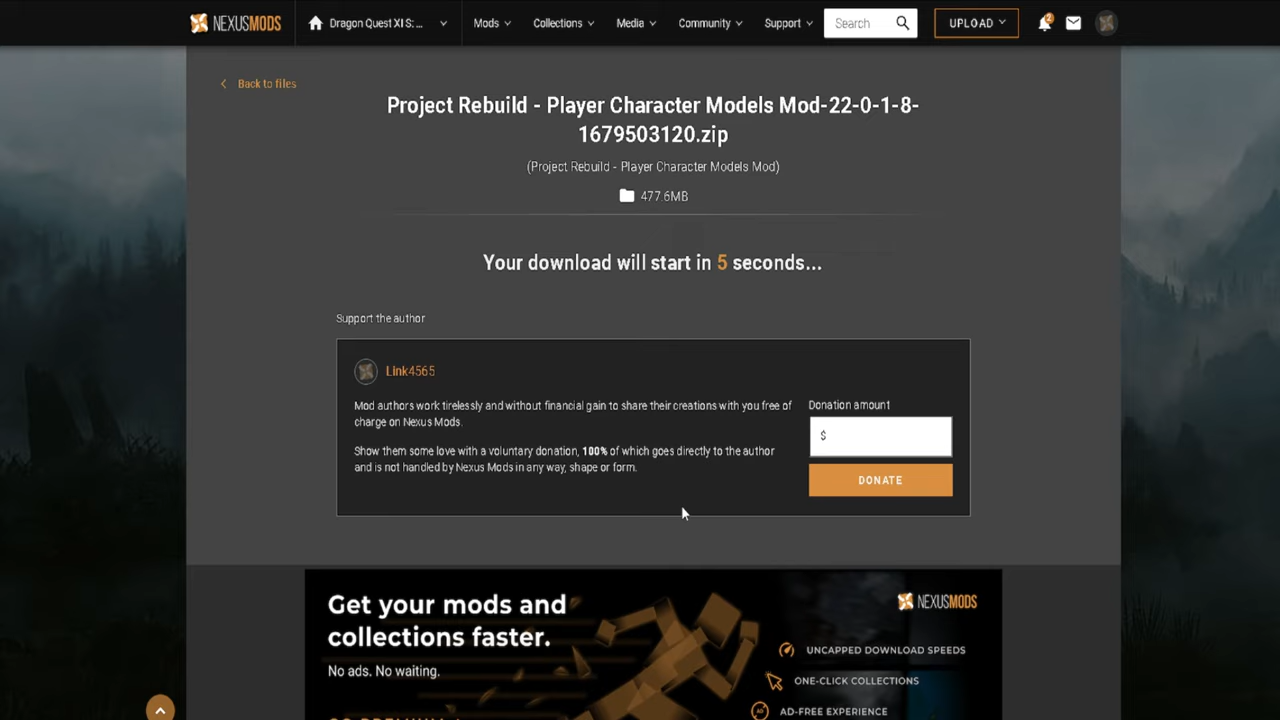 NEXUSMODS
Dragon Quest XI S: ...
Mods
Collections
Media
Community
Support
Search
UPLOAD
2
Back to files
Project Rebuild - Player Character Models Mod-22-0-1-8-
1679503120.zip
(Project Rebuild - Player Character Models Mod)
477.6MB
Your download will start in 5 seconds...
Support the author
Link4565
Mod authors work tirelessly and without financial gain to share their creations with you free of
charge on Nexus Mods.
Show them some love with a voluntary donation, 100% of which goes directly to the author
and is not handled by Nexus Mods in any way, shape or form.
Donation amount
$
DONATE
Get your mods and
collections faster.
No ads. No waiting.
NEXUSMODS
UNCAPPED DOWNLOAD SPEEDS
ONE-CLICK COLLECTIONS
AD-FREE EXPERIENCE